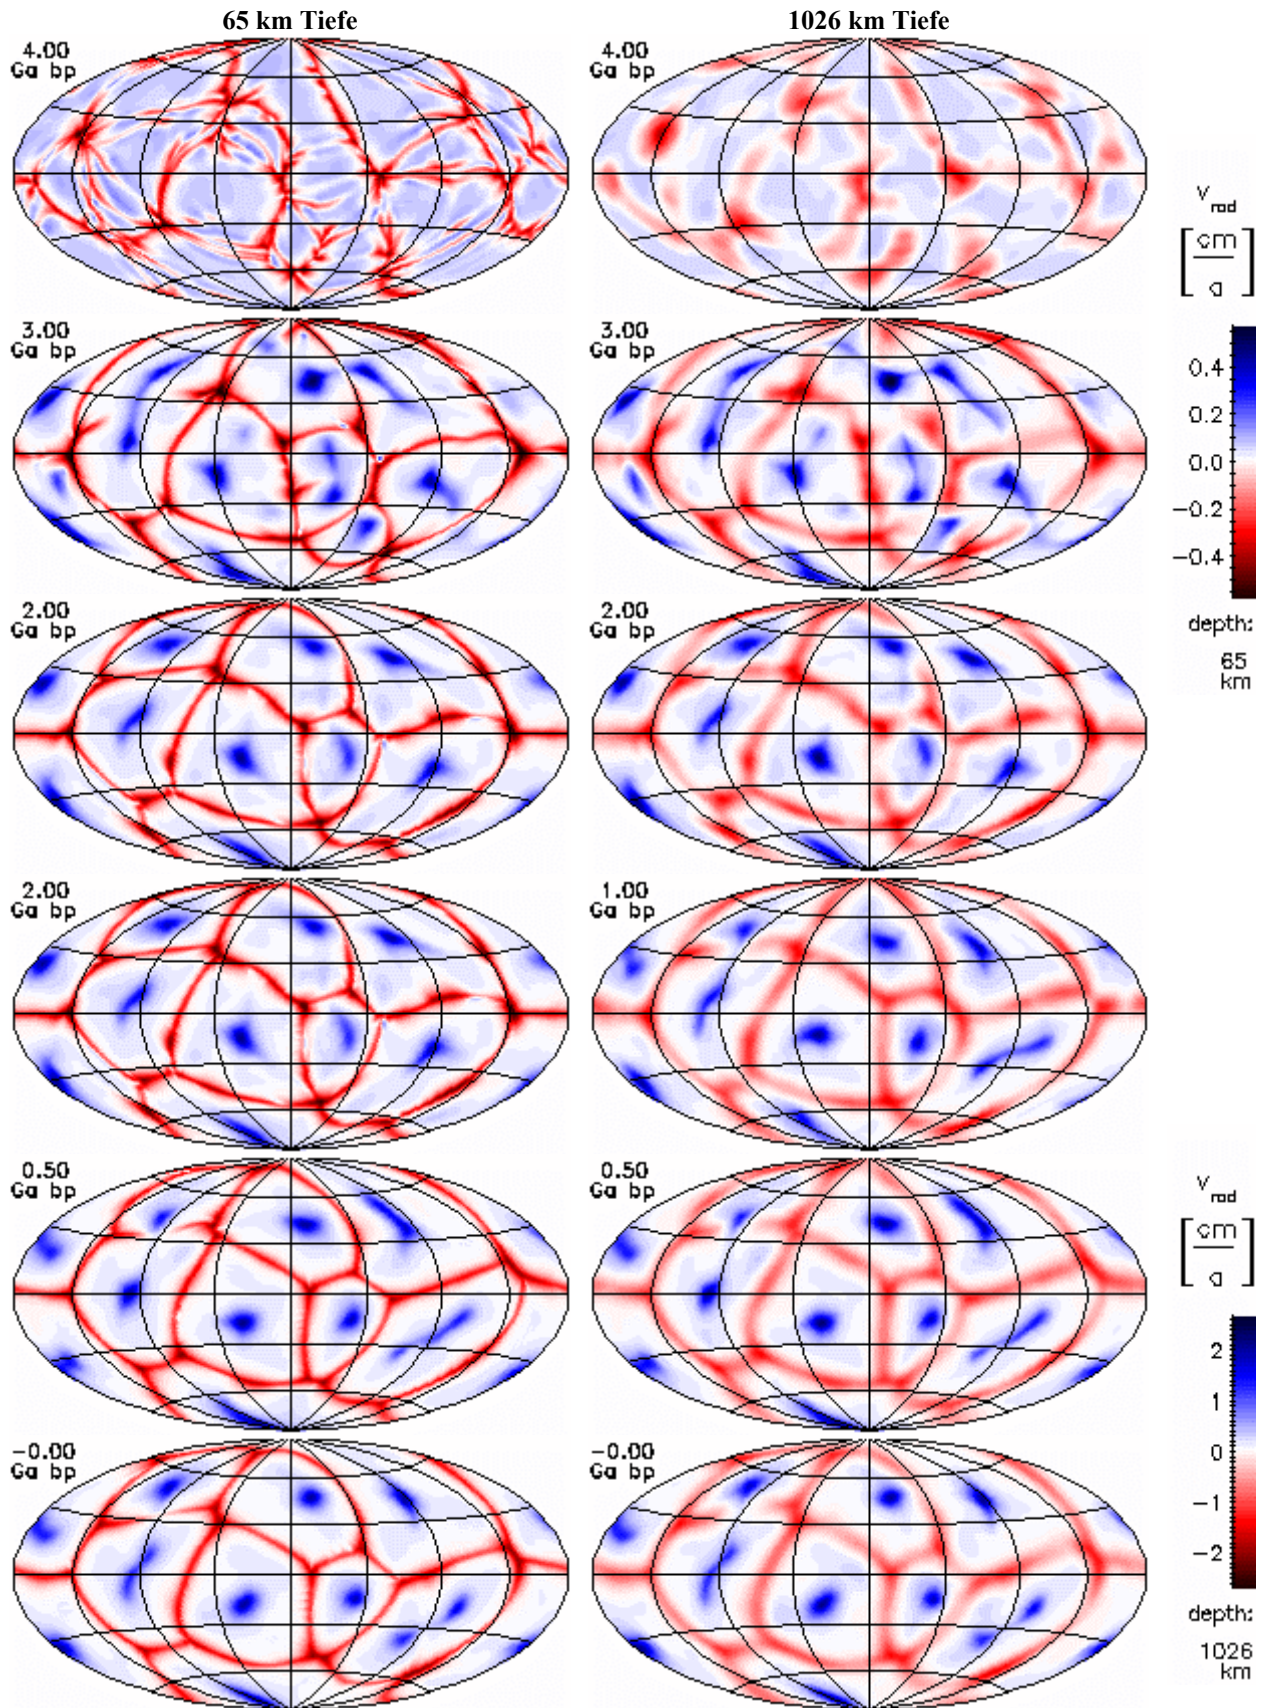 65 km Tiefe
1026 km Tiefe
4.00
Ga bp
4.00
Ga bp
v rad
[cm/a]
3.00
Ga bp
3.00
Ga bp
0.4
0.2
0.0
−0.2
−0.4
depth:
65
km
2.00
Ga bp
2.00
Ga bp
2.00
Ga bp
1.00
Ga bp
0.50
Ga bp
0.50
Ga bp
v rad
[cm/a]
2
1
0
−1
−2
depth:
1026
km
−0.00
Ga bp
−0.00
Ga bp